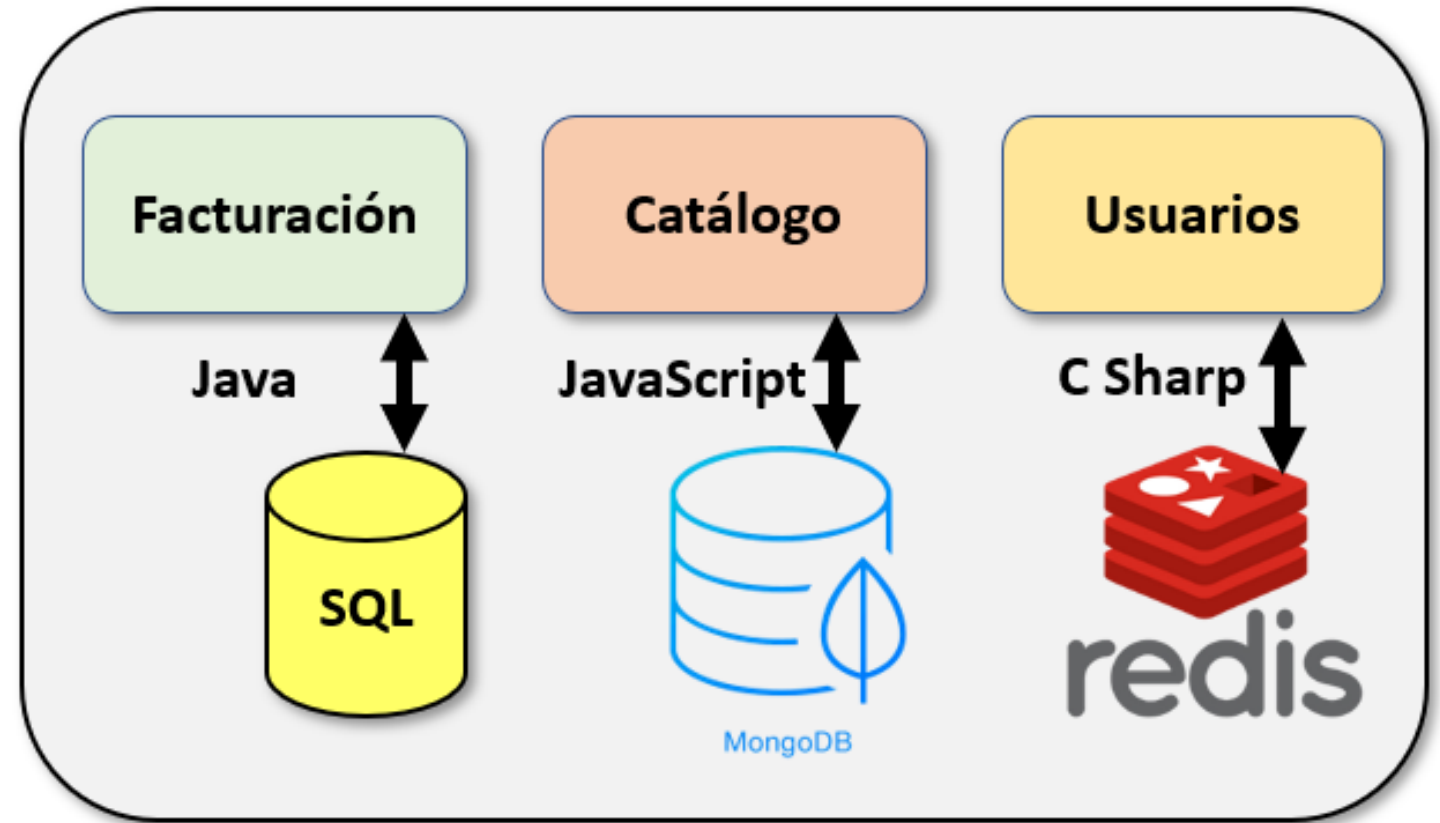 Facturación
Catálogo
Usuarios
Java
JavaScript
C Sharp
SQL
MongoDB
redis